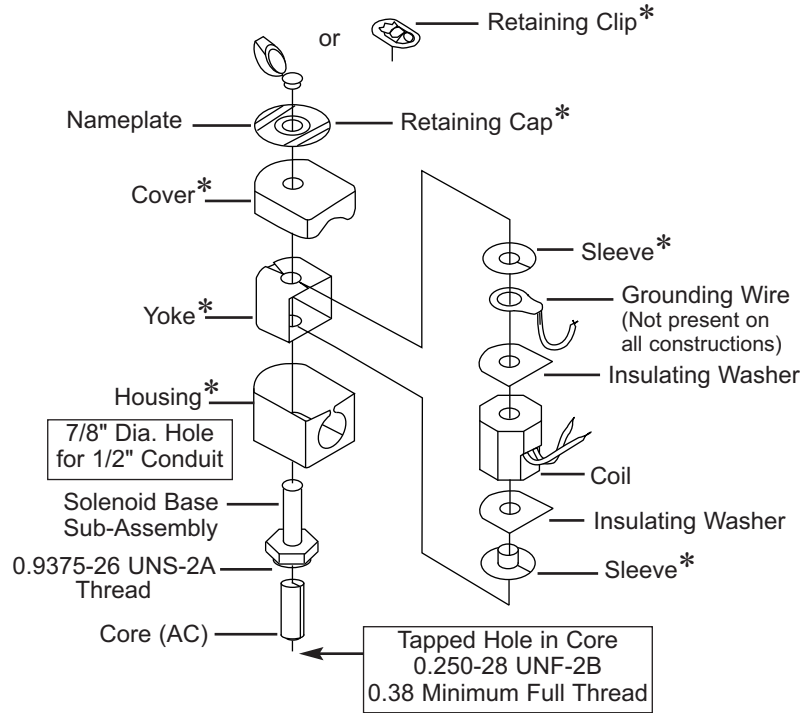 or
Retaining Clip*
Nameplate
Retaining Cap*
Cover*
Sleeve*
Grounding Wire
(Not present on
all constructions)
Yoke*
Insulating Washer
Housing*
7/8" Dia. Hole
for 1/2" Conduit
Coil
Solenoid Base
Sub-Assembly
Insulating Washer
0.9375-26 UNS-2A
Thread
Sleeve*
Core (AC)
Tapped Hole in Core
0.250-28 UNF-2B
0.38 Minimum Full Thread